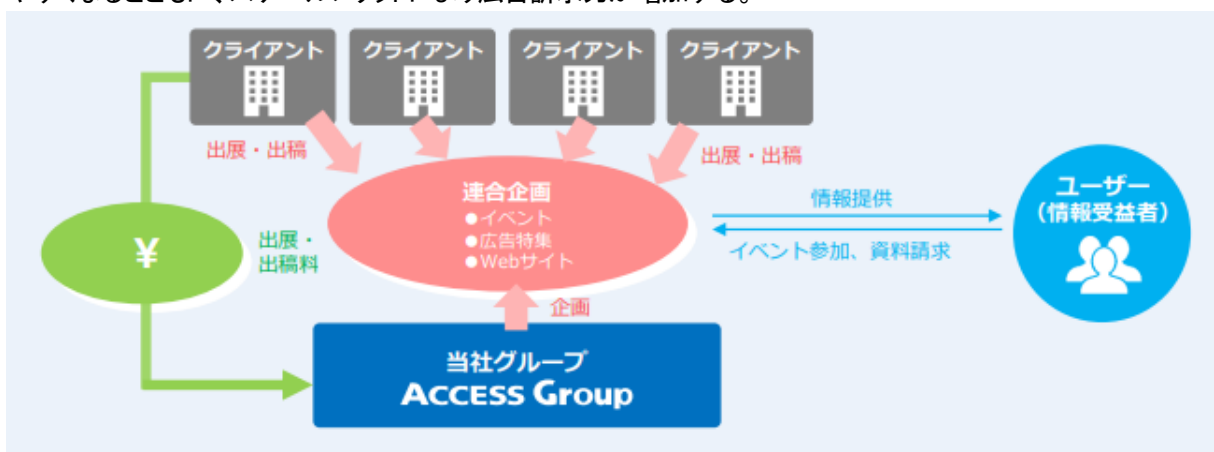 クライアント
クライアント
クライアント
クライアント
出展・出稿
出展・出稿
連合企画
●イベント
●広告特集
●Webサイト
情報提供
イベント参加、資料請求
ユーザー
(情報受益者)
¥
出展・
出稿料
企画
当社グループ
ACCESS Group